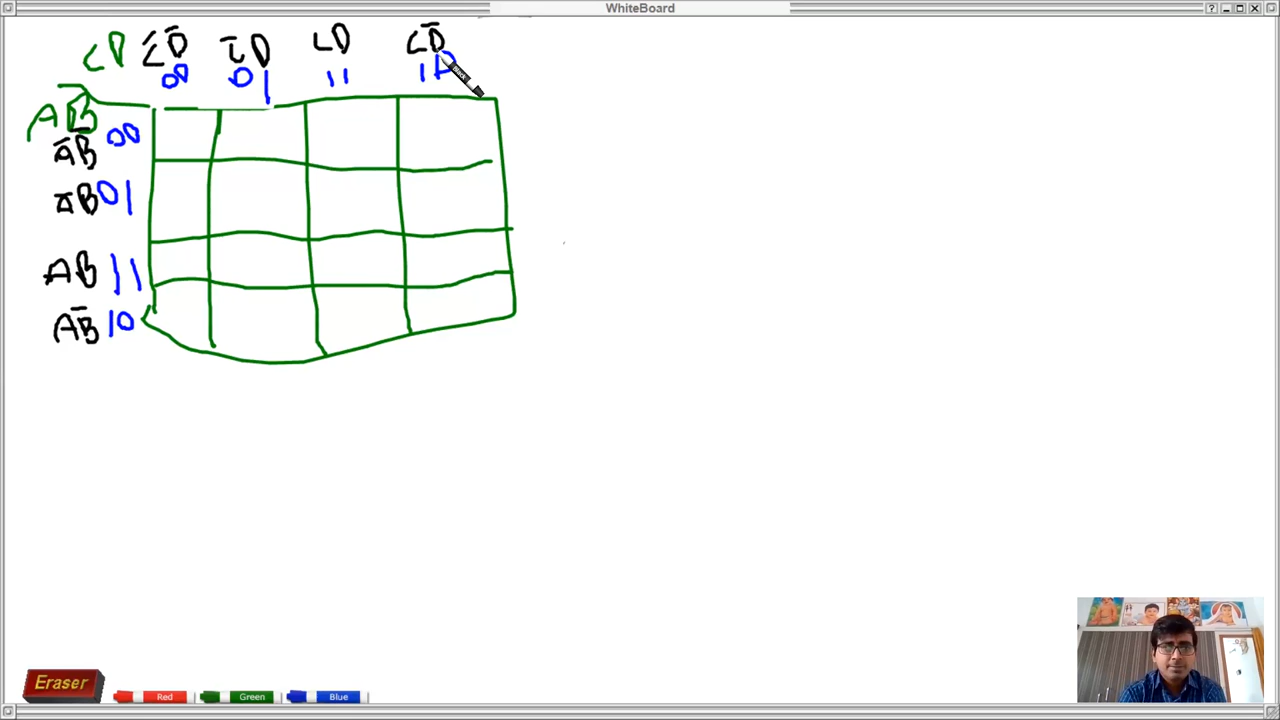 WhiteBoard
CD C̄D̄ C̄D CD CD̄
00 01 11 10
AB
ĀB̄ 00
ĀB 01
AB 11
AB̄ 10
Eraser Red Green Blue